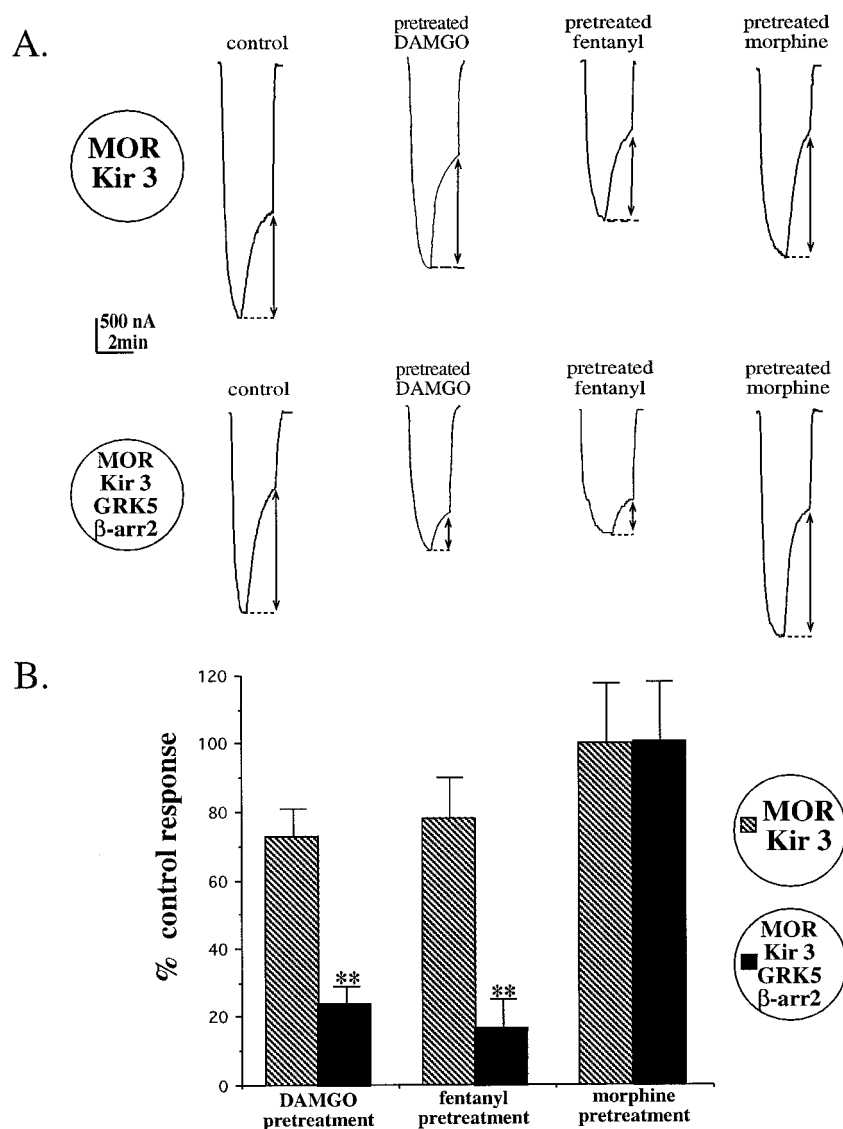 A.
control
pretreated
DAMGO
pretreated
fentanyl
pretreated
morphine
MOR
Kir 3
500 nA
2min
control
pretreated
DAMGO
pretreated
fentanyl
pretreated
morphine
MOR
Kir 3
GRK5
β-arr2
B.
% control response
120
100
80
60
40
20
0
**
**
DAMGO
pretreatment
fentanyl
pretreatment
morphine
pretreatment
MOR
Kir 3
MOR
Kir 3
GRK5
β-arr2